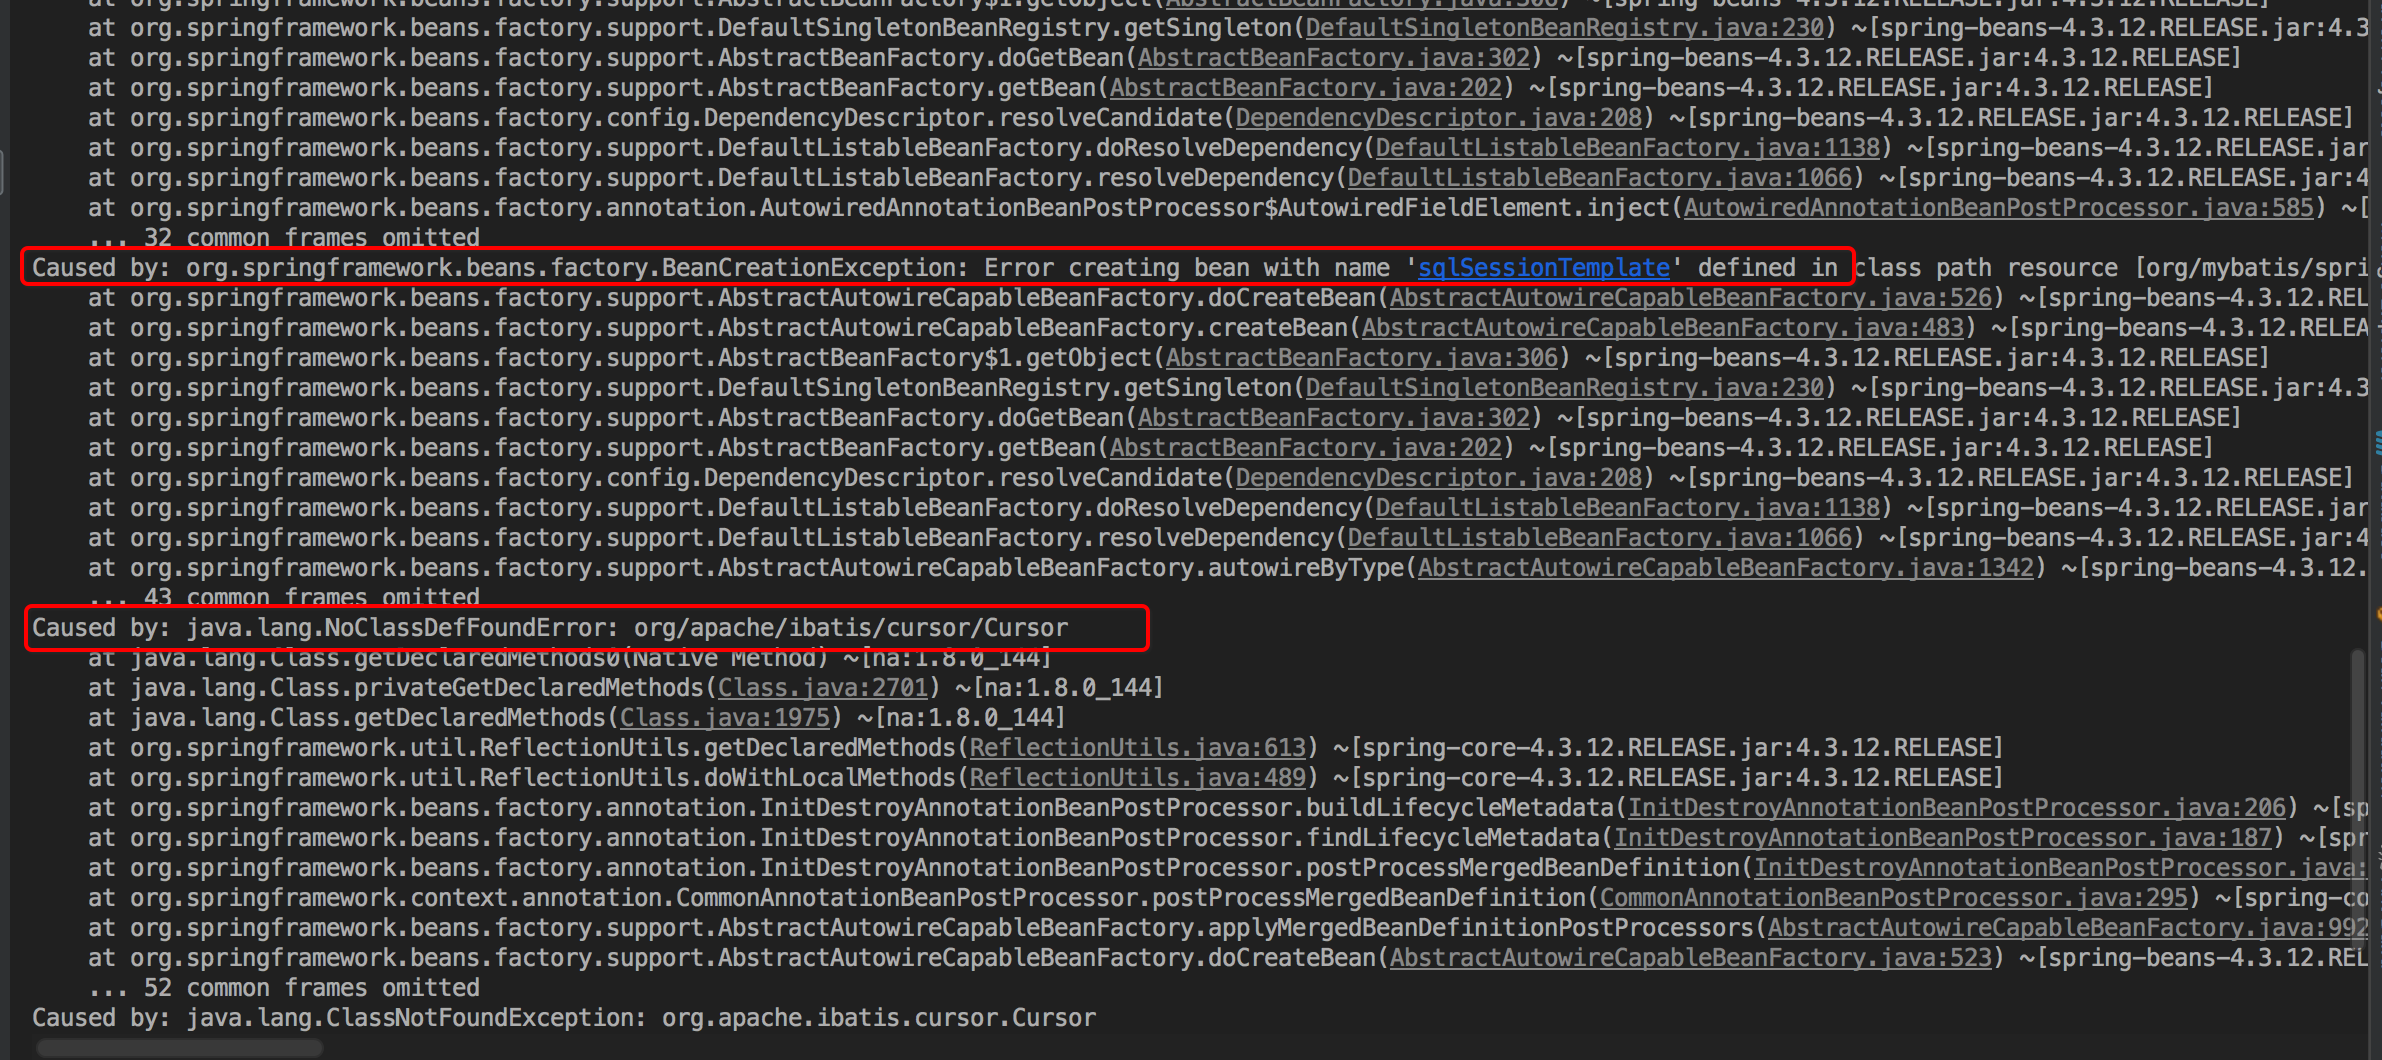 at org.springframework.beans.factory.support.AbstractBeanFactory$1.getObject(AbstractBeanFactory.java:306) ~[spring-beans-4.3.12.RELEASE.jar:4.3.12.RELEASE]
at org.springframework.beans.factory.support.DefaultSingletonBeanRegistry.getSingleton(DefaultSingletonBeanRegistry.java:230) ~[spring-beans-4.3.12.RELEASE.jar:4.3
at org.springframework.beans.factory.support.AbstractBeanFactory.doGetBean(AbstractBeanFactory.java:302) ~[spring-beans-4.3.12.RELEASE.jar:4.3.12.RELEASE]
at org.springframework.beans.factory.support.AbstractBeanFactory.getBean(AbstractBeanFactory.java:202) ~[spring-beans-4.3.12.RELEASE.jar:4.3.12.RELEASE]
at org.springframework.beans.factory.config.DependencyDescriptor.resolveCandidate(DependencyDescriptor.java:208) ~[spring-beans-4.3.12.RELEASE.jar:4.3.12.RELEASE]
at org.springframework.beans.factory.support.DefaultListableBeanFactory.doResolveDependency(DefaultListableBeanFactory.java:1138) ~[spring-beans-4.3.12.RELEASE.jar
at org.springframework.beans.factory.support.DefaultListableBeanFactory.resolveDependency(DefaultListableBeanFactory.java:1066) ~[spring-beans-4.3.12.RELEASE.jar:4
at org.springframework.beans.factory.annotation.AutowiredAnnotationBeanPostProcessor$AutowiredFieldElement.inject(AutowiredAnnotationBeanPostProcessor.java:585) ~[
... 32 common frames omitted
Caused by: org.springframework.beans.factory.BeanCreationException: Error creating bean with name 'sqlSessionTemplate' defined in class path resource [org/mybatis/spri
at org.springframework.beans.factory.support.AbstractAutowireCapableBeanFactory.doCreateBean(AbstractAutowireCapableBeanFactory.java:526) ~[spring-beans-4.3.12.REL
at org.springframework.beans.factory.support.AbstractAutowireCapableBeanFactory.createBean(AbstractAutowireCapableBeanFactory.java:483) ~[spring-beans-4.3.12.RELEA
at org.springframework.beans.factory.support.AbstractBeanFactory$1.getObject(AbstractBeanFactory.java:306) ~[spring-beans-4.3.12.RELEASE.jar:4.3.12.RELEASE]
at org.springframework.beans.factory.support.DefaultSingletonBeanRegistry.getSingleton(DefaultSingletonBeanRegistry.java:230) ~[spring-beans-4.3.12.RELEASE.jar:4.3
at org.springframework.beans.factory.support.AbstractBeanFactory.doGetBean(AbstractBeanFactory.java:302) ~[spring-beans-4.3.12.RELEASE.jar:4.3.12.RELEASE]
at org.springframework.beans.factory.support.AbstractBeanFactory.getBean(AbstractBeanFactory.java:202) ~[spring-beans-4.3.12.RELEASE.jar:4.3.12.RELEASE]
at org.springframework.beans.factory.config.DependencyDescriptor.resolveCandidate(DependencyDescriptor.java:208) ~[spring-beans-4.3.12.RELEASE.jar:4.3.12.RELEASE]
at org.springframework.beans.factory.support.DefaultListableBeanFactory.doResolveDependency(DefaultListableBeanFactory.java:1138) ~[spring-beans-4.3.12.RELEASE.jar
at org.springframework.beans.factory.support.DefaultListableBeanFactory.resolveDependency(DefaultListableBeanFactory.java:1066) ~[spring-beans-4.3.12.RELEASE.jar:4
at org.springframework.beans.factory.support.AbstractAutowireCapableBeanFactory.autowireByType(AbstractAutowireCapableBeanFactory.java:1342) ~[spring-beans-4.3.12.
... 43 common frames omitted
Caused by: java.lang.NoClassDefFoundError: org/apache/ibatis/cursor/Cursor
at java.lang.Class.getDeclaredMethods0(Native Method) ~[na:1.8.0_144]
at java.lang.Class.privateGetDeclaredMethods(Class.java:2701) ~[na:1.8.0_144]
at java.lang.Class.getDeclaredMethods(Class.java:1975) ~[na:1.8.0_144]
at org.springframework.util.ReflectionUtils.getDeclaredMethods(ReflectionUtils.java:613) ~[spring-core-4.3.12.RELEASE.jar:4.3.12.RELEASE]
at org.springframework.util.ReflectionUtils.doWithLocalMethods(ReflectionUtils.java:489) ~[spring-core-4.3.12.RELEASE.jar:4.3.12.RELEASE]
at org.springframework.beans.factory.annotation.InitDestroyAnnotationBeanPostProcessor.buildLifecycleMetadata(InitDestroyAnnotationBeanPostProcessor.java:206) ~[sp
at org.springframework.beans.factory.annotation.InitDestroyAnnotationBeanPostProcessor.findLifecycleMetadata(InitDestroyAnnotationBeanPostProcessor.java:187) ~[spr
at org.springframework.beans.factory.annotation.InitDestroyAnnotationBeanPostProcessor.postProcessMergedBeanDefinition(InitDestroyAnnotationBeanPostProcessor.java:
at org.springframework.context.annotation.CommonAnnotationBeanPostProcessor.postProcessMergedBeanDefinition(CommonAnnotationBeanPostProcessor.java:295) ~[spring-co
at org.springframework.beans.factory.support.AbstractAutowireCapableBeanFactory.applyMergedBeanDefinitionPostProcessors(AbstractAutowireCapableBeanFactory.java:992
at org.springframework.beans.factory.support.AbstractAutowireCapableBeanFactory.doCreateBean(AbstractAutowireCapableBeanFactory.java:523) ~[spring-beans-4.3.12.REL
... 52 common frames omitted
Caused by: java.lang.ClassNotFoundException: org.apache.ibatis.cursor.Cursor